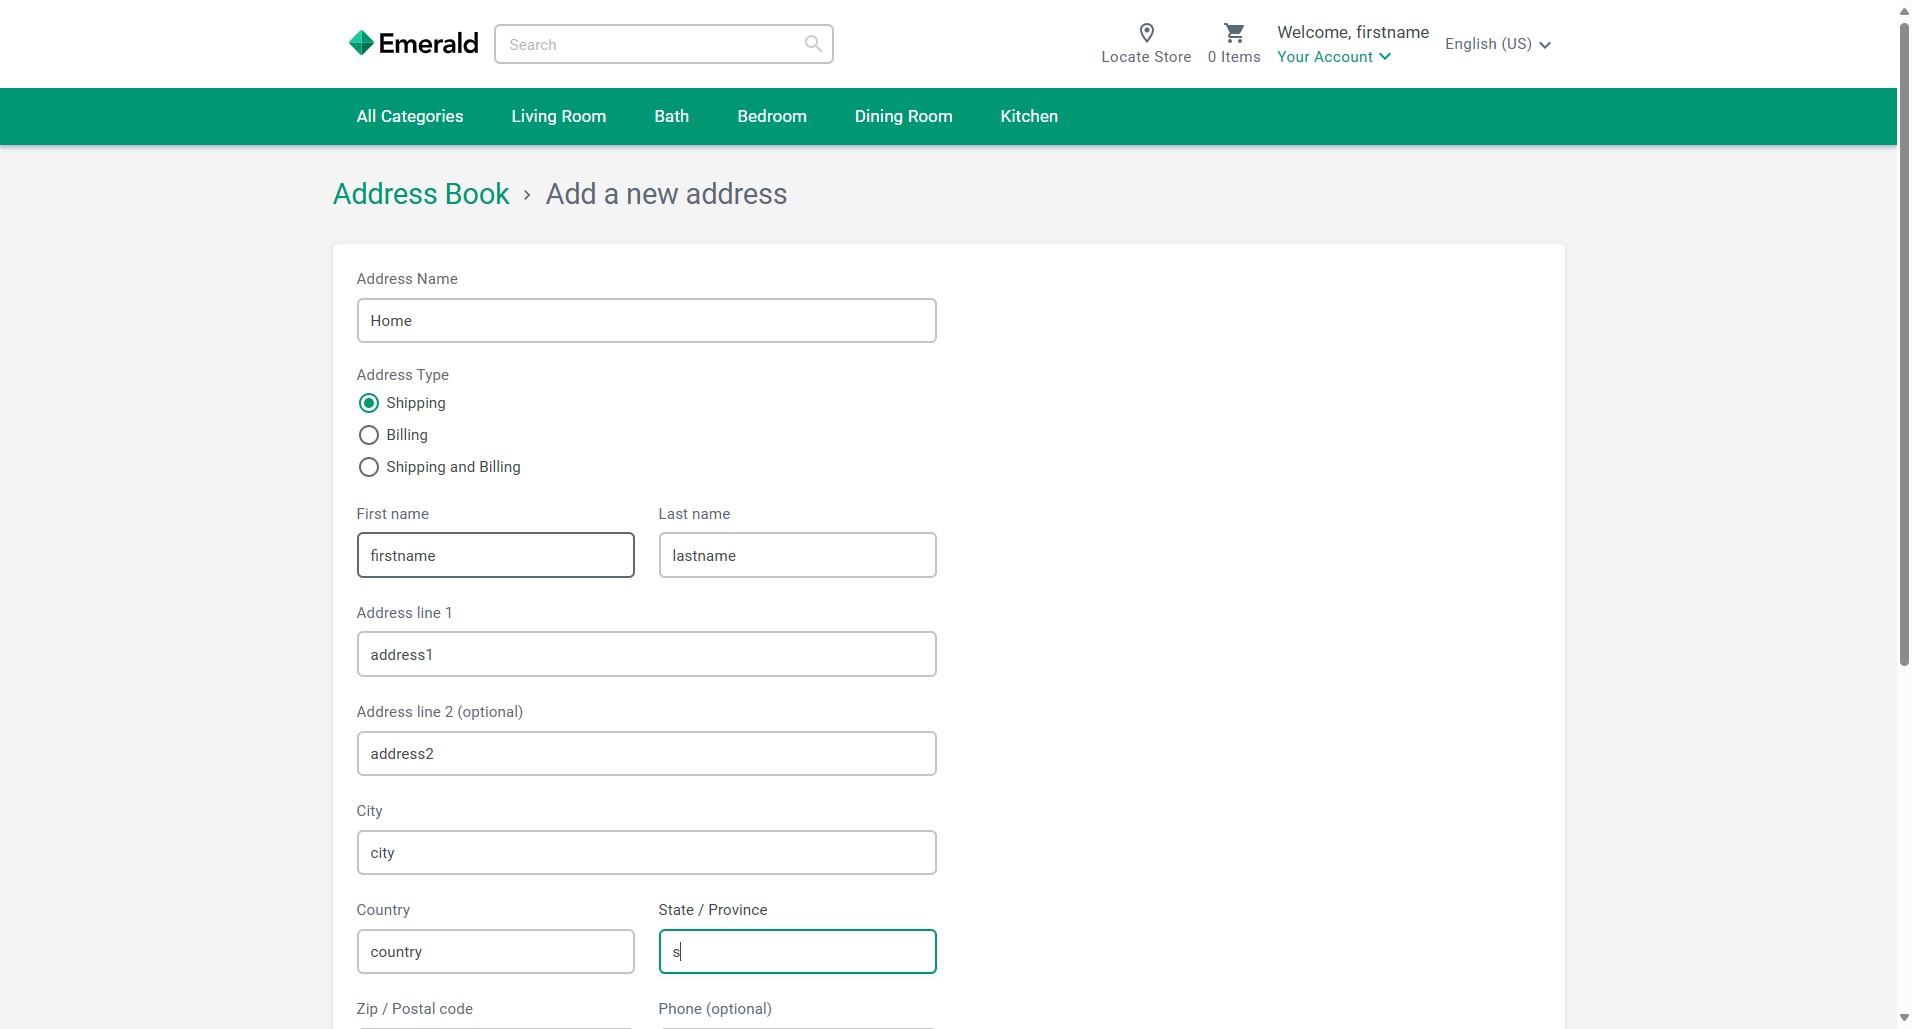 Emerald
Search
Locate Store
0 Items
Welcome, firstname
Your Account
English (US)
All Categories
Living Room
Bath
Bedroom
Dining Room
Kitchen
Address Book › Add a new address
Address Name
Home
Address Type
Shipping
Billing
Shipping and Billing
First name
Last name
firstname
lastname
Address line 1
address1
Address line 2 (optional)
address2
City
city
Country
State / Province
country
s
Zip / Postal code
Phone (optional)